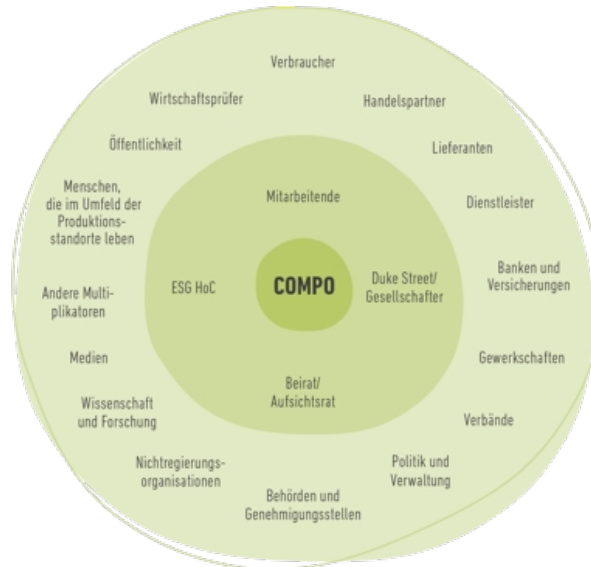 Verbraucher
Wirtschaftsprüfer
Handelspartner
Öffentlichkeit
Lieferanten
Menschen,
die im Umfeld der
Produktions-
standorte leben
Mitarbeitende
Dienstleister
ESG HoC
COMPO
Duke Street/
Gesellschafter
Banken und
Versicherungen
Andere Multi-
plikatoren
Medien
Gewerkschaften
Beirat/
Aufsichtsrat
Wissenschaft
und Forschung
Verbände
Nichtregierungs-
organisationen
Politik und
Verwaltung
Behörden und
Genehmigungsstellen